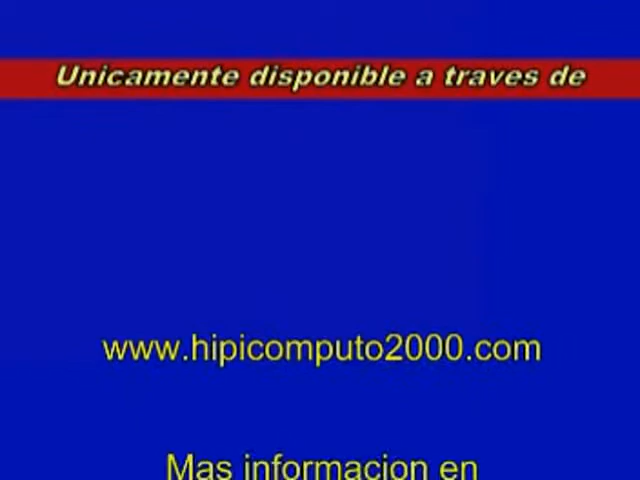 Unicamente disponible a traves de
www.hipicomputo2000.com
Mas informacion en